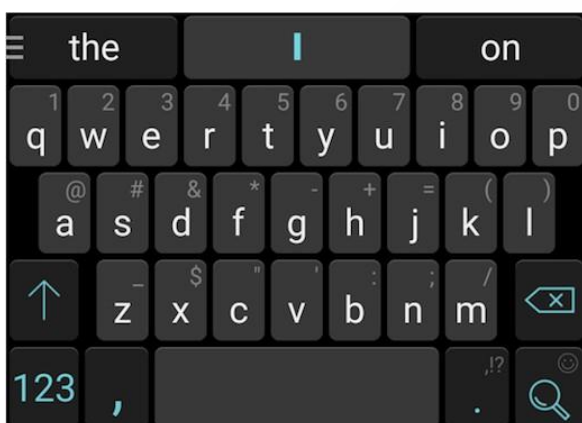 the I on
1 2 3 4 5 6 7 8 9 0
q w e r t y u i o p
@ # & * - + = ( )
a s d f g h j k l
_ $ " ' : ; /
z x c v b n m
,!?
123 , .